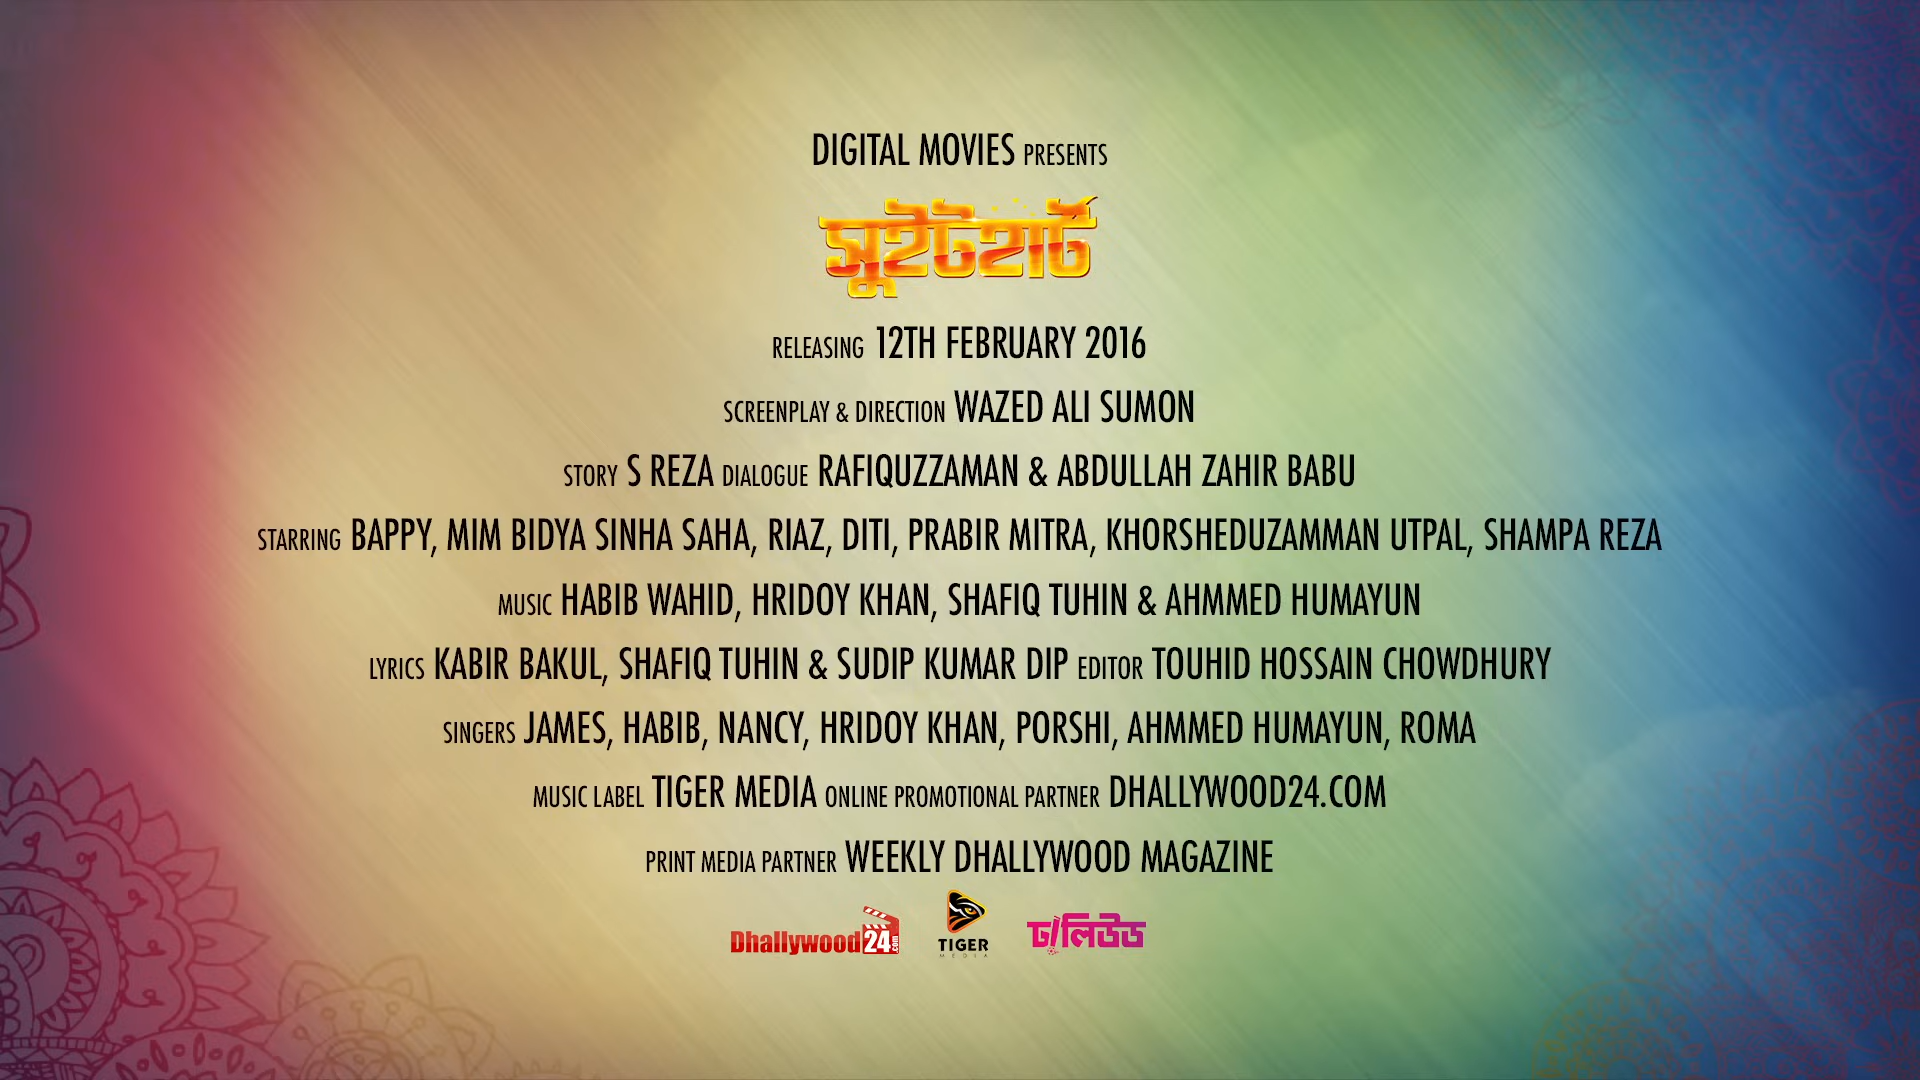 DIGITAL MOVIES PRESENTS
সুইটহার্ট
RELEASING 12TH FEBRUARY 2016
SCREENPLAY & DIRECTION WAZED ALI SUMON
STORY S REZA DIALOGUE RAFIQUZZAMAN & ABDULLAH ZAHIR BABU
STARRING BAPPY, MIM BIDYA SINHA SAHA, RIAZ, DITI, PRABIR MITRA, KHORSHEDUZAMMAN UTPAL, SHAMPA REZA
MUSIC HABIB WAHID, HRIDOY KHAN, SHAFIQ TUHIN & AHMMED HUMAYUN
LYRICS KABIR BAKUL, SHAFIQ TUHIN & SUDIP KUMAR DIP EDITOR TOUHID HOSSAIN CHOWDHURY
SINGERS JAMES, HABIB, NANCY, HRIDOY KHAN, PORSHI, AHMMED HUMAYUN, ROMA
MUSIC LABEL TIGER MEDIA ONLINE PROMOTIONAL PARTNER DHALLYWOOD24.COM
PRINT MEDIA PARTNER WEEKLY DHALLYWOOD MAGAZINE
Dhallywood24.com
TIGER
MEDIA
ঢালিউড